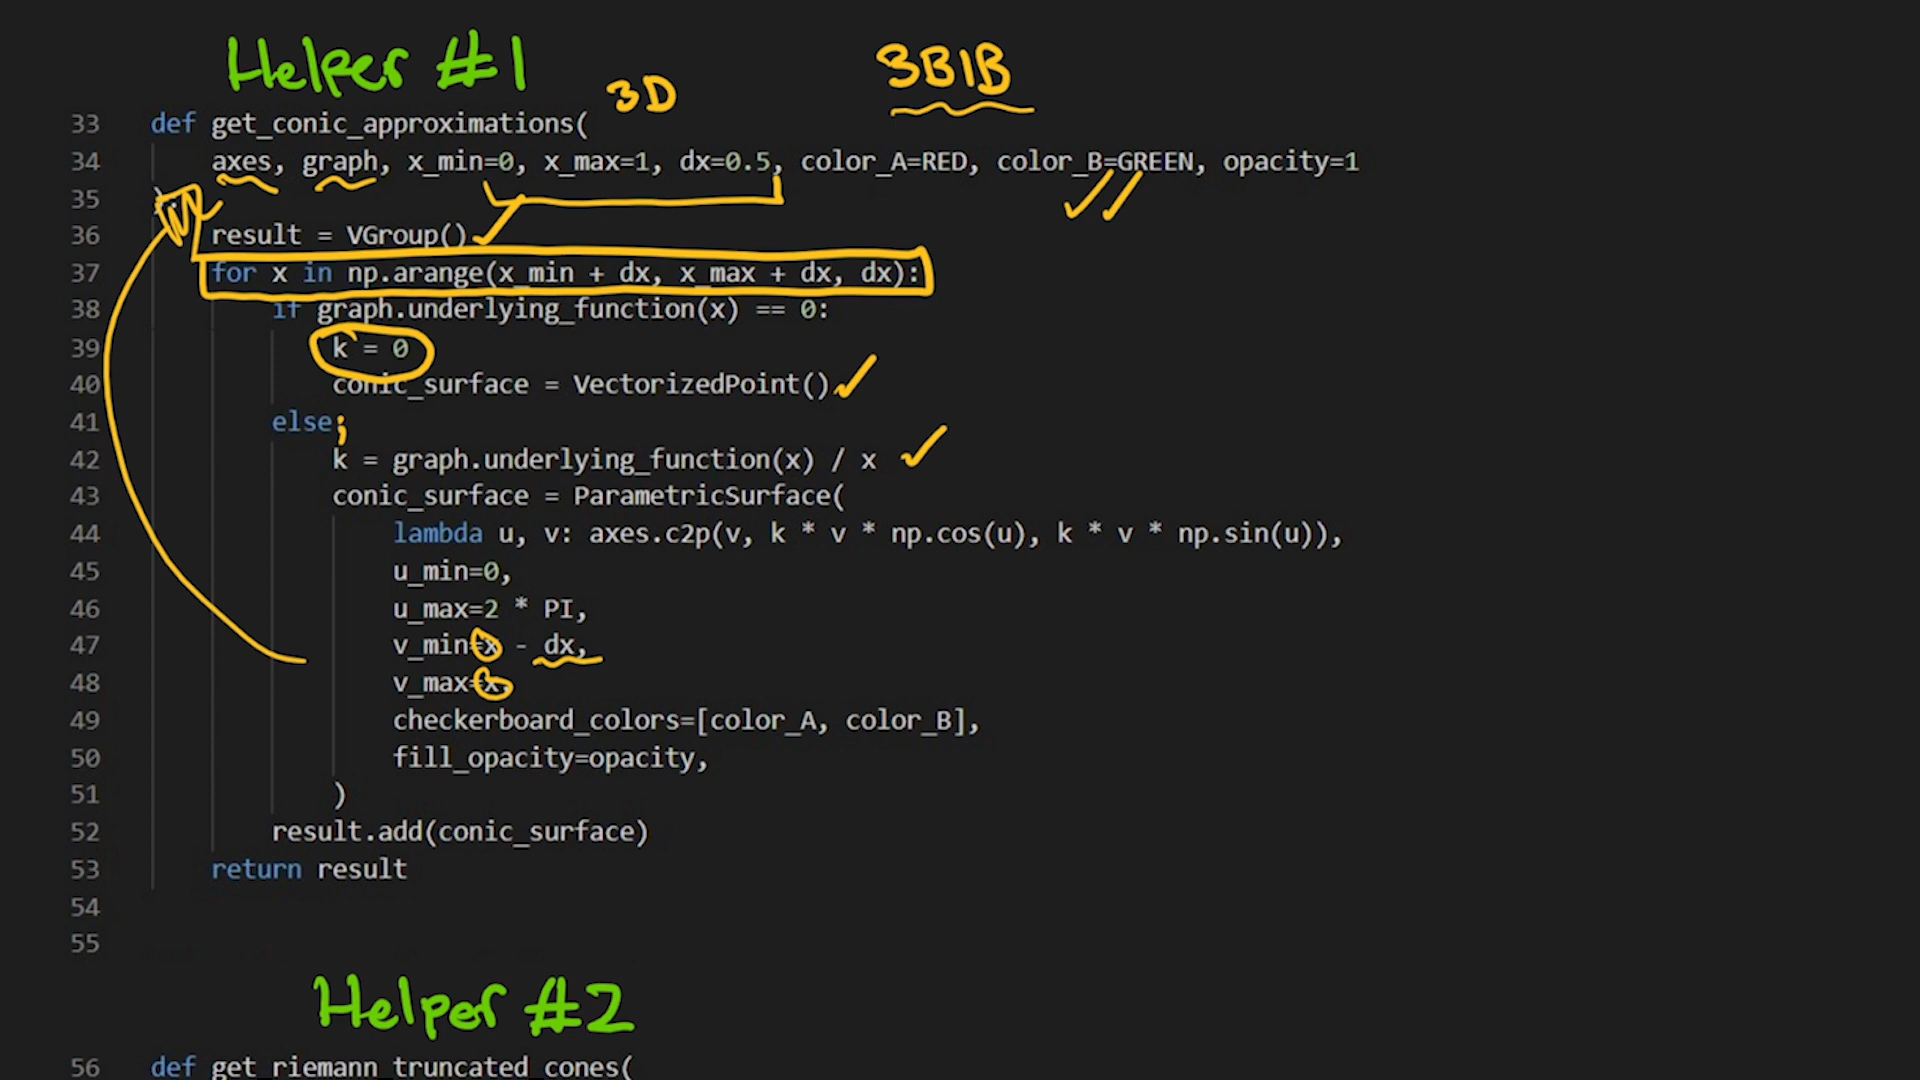 Helper #1
3D
3B1B
33 def get_conic_approximations(
34 axes, graph, x_min=0, x_max=1, dx=0.5, color_A=RED, color_B=GREEN, opacity=1
35 ):
36 result = VGroup()
37 for x in np.arange(x_min + dx, x_max + dx, dx):
38 if graph.underlying_function(x) == 0:
39 k = 0
40 conic_surface = VectorizedPoint()
41 else:
42 k = graph.underlying_function(x) / x
43 conic_surface = ParametricSurface(
44 lambda u, v: axes.c2p(v, k * v * np.cos(u), k * v * np.sin(u)),
45 u_min=0,
46 u_max=2 * PI,
47 v_min=x - dx,
48 v_max=x,
49 checkerboard_colors=[color_A, color_B],
50 fill_opacity=opacity,
51 )
52 result.add(conic_surface)
53 return result
54
55
Helper #2
56 def get_riemann_truncated_cones(